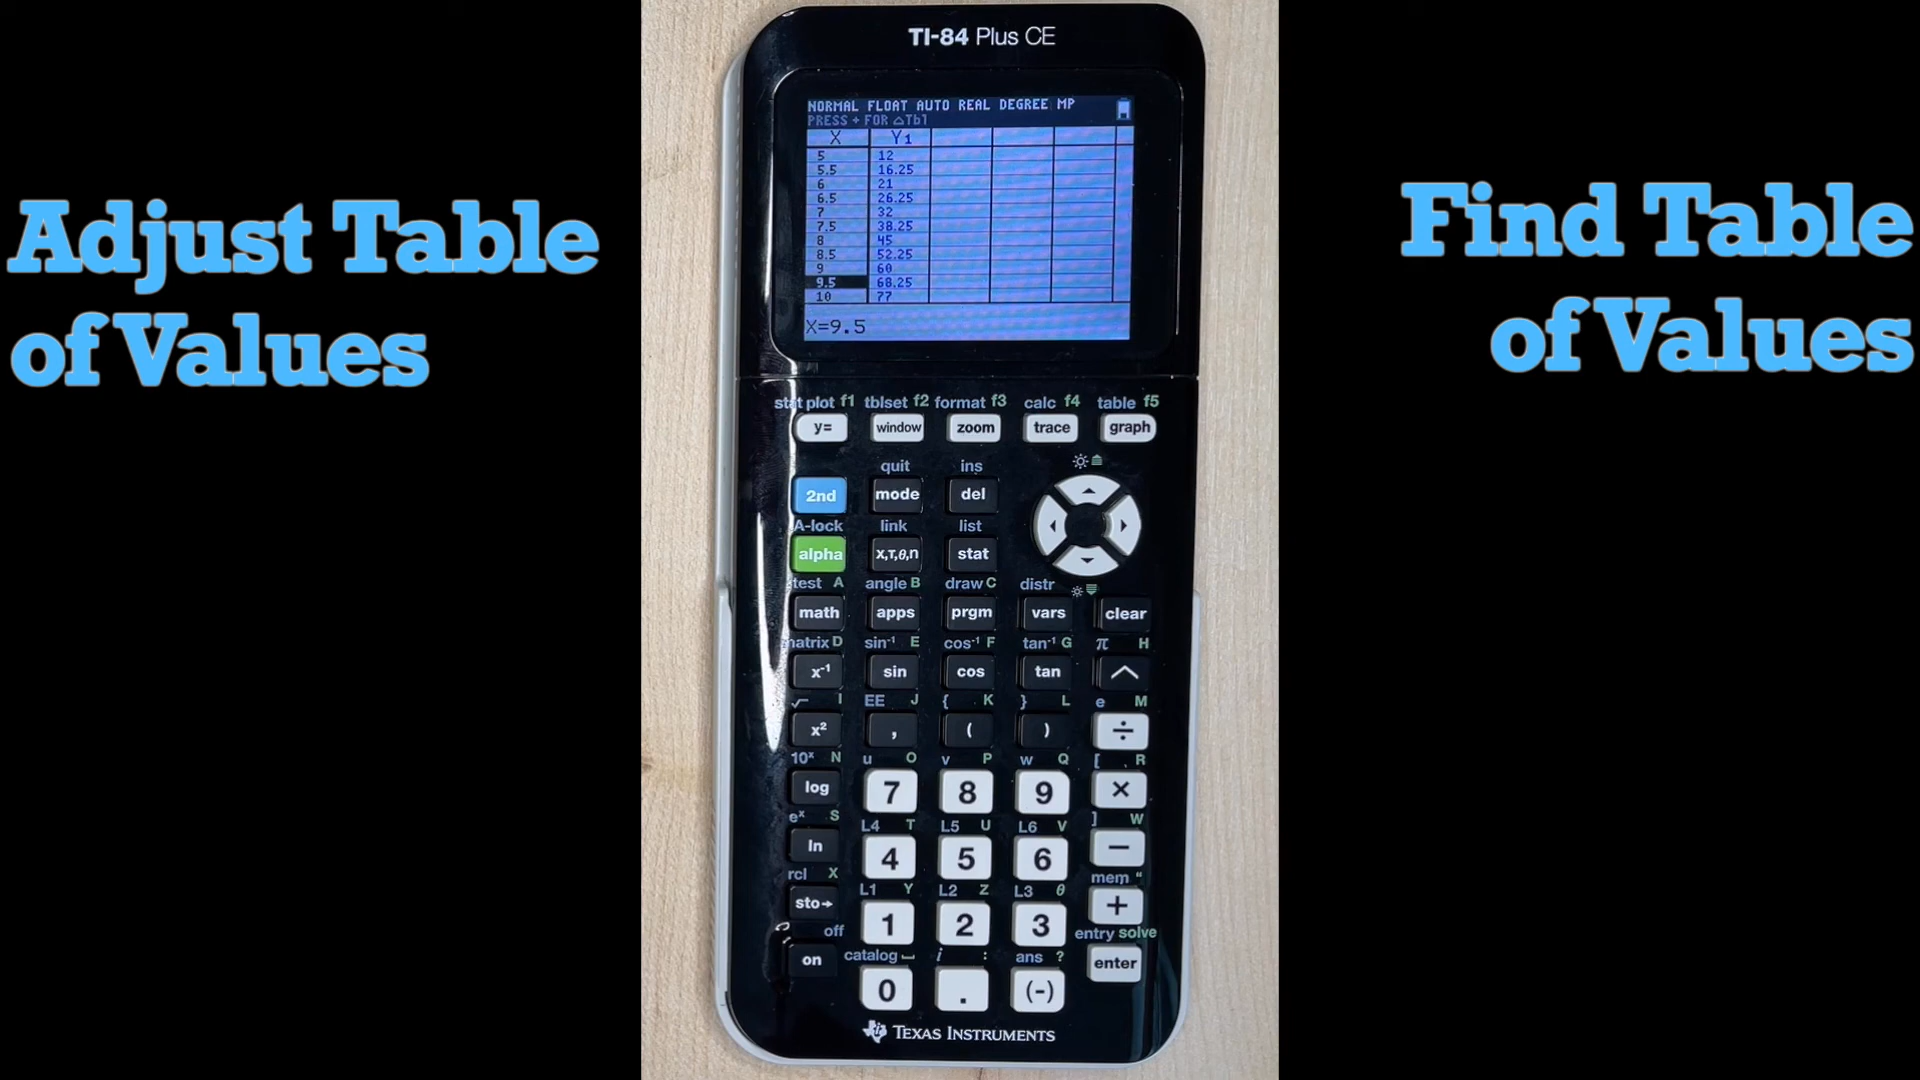 Adjust Table
of Values
Find Table
of Values
TI-84 Plus CE
NORMAL FLOAT AUTO REAL DEGREE MP
PRESS + FOR △Tbl
X Y1
5 12
5.5 16.25
6 21
6.5 26.25
7 32
7.5 38.25
8 45
8.5 52.25
9 60
9.5 68.25
10 77
X=9.5
stat plot f1 tblset f2 format f3 calc f4 table f5
y= window zoom trace graph
quit ins
2nd mode del
A-lock link list
alpha x,T,θ,n stat
test A angle B draw C distr
math apps prgm vars clear
matrix D sin⁻¹ E cos⁻¹ F tan⁻¹ G π H
x⁻¹ sin cos tan ^
√ I EE J { K } L e M
x² , ( ) ÷
10ˣ N u O v P w Q [ R
log 7 8 9 ×
eˣ S L4 T L5 U L6 V ] W
ln 4 5 6 −
rcl X L1 Y L2 Z L3 θ mem "
sto→ 1 2 3 +
off catalog ⎵ i : ans ? entry solve
on 0 . (-) enter
TEXAS INSTRUMENTS